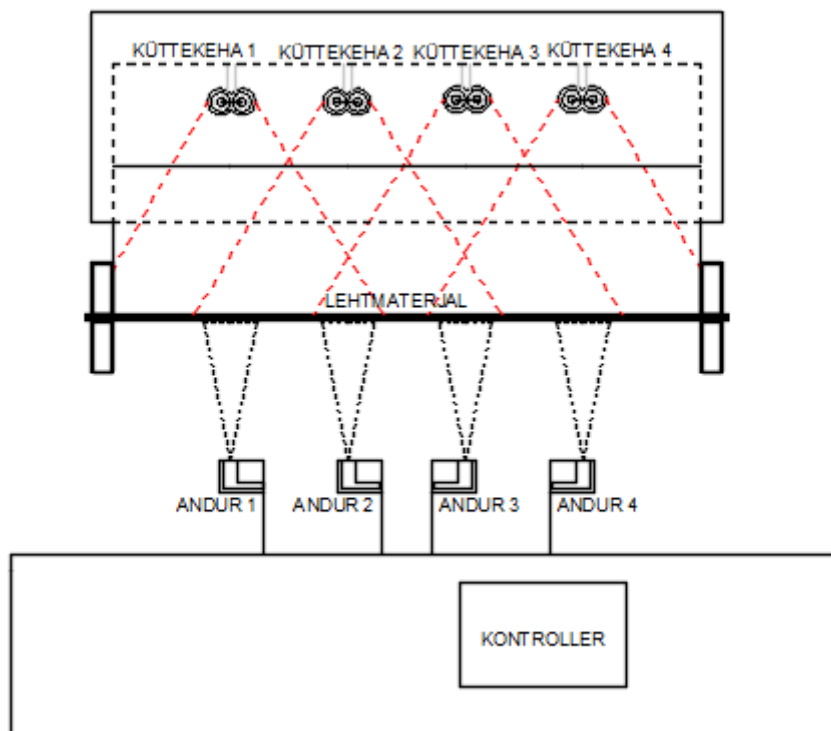 KÜTTEKEHA 1
KÜTTEKEHA 2
KÜTTEKEHA 3
KÜTTEKEHA 4
LEHTMATERJAL
ANDUR 1
ANDUR 2
ANDUR 3
ANDUR 4
KONTROLLER